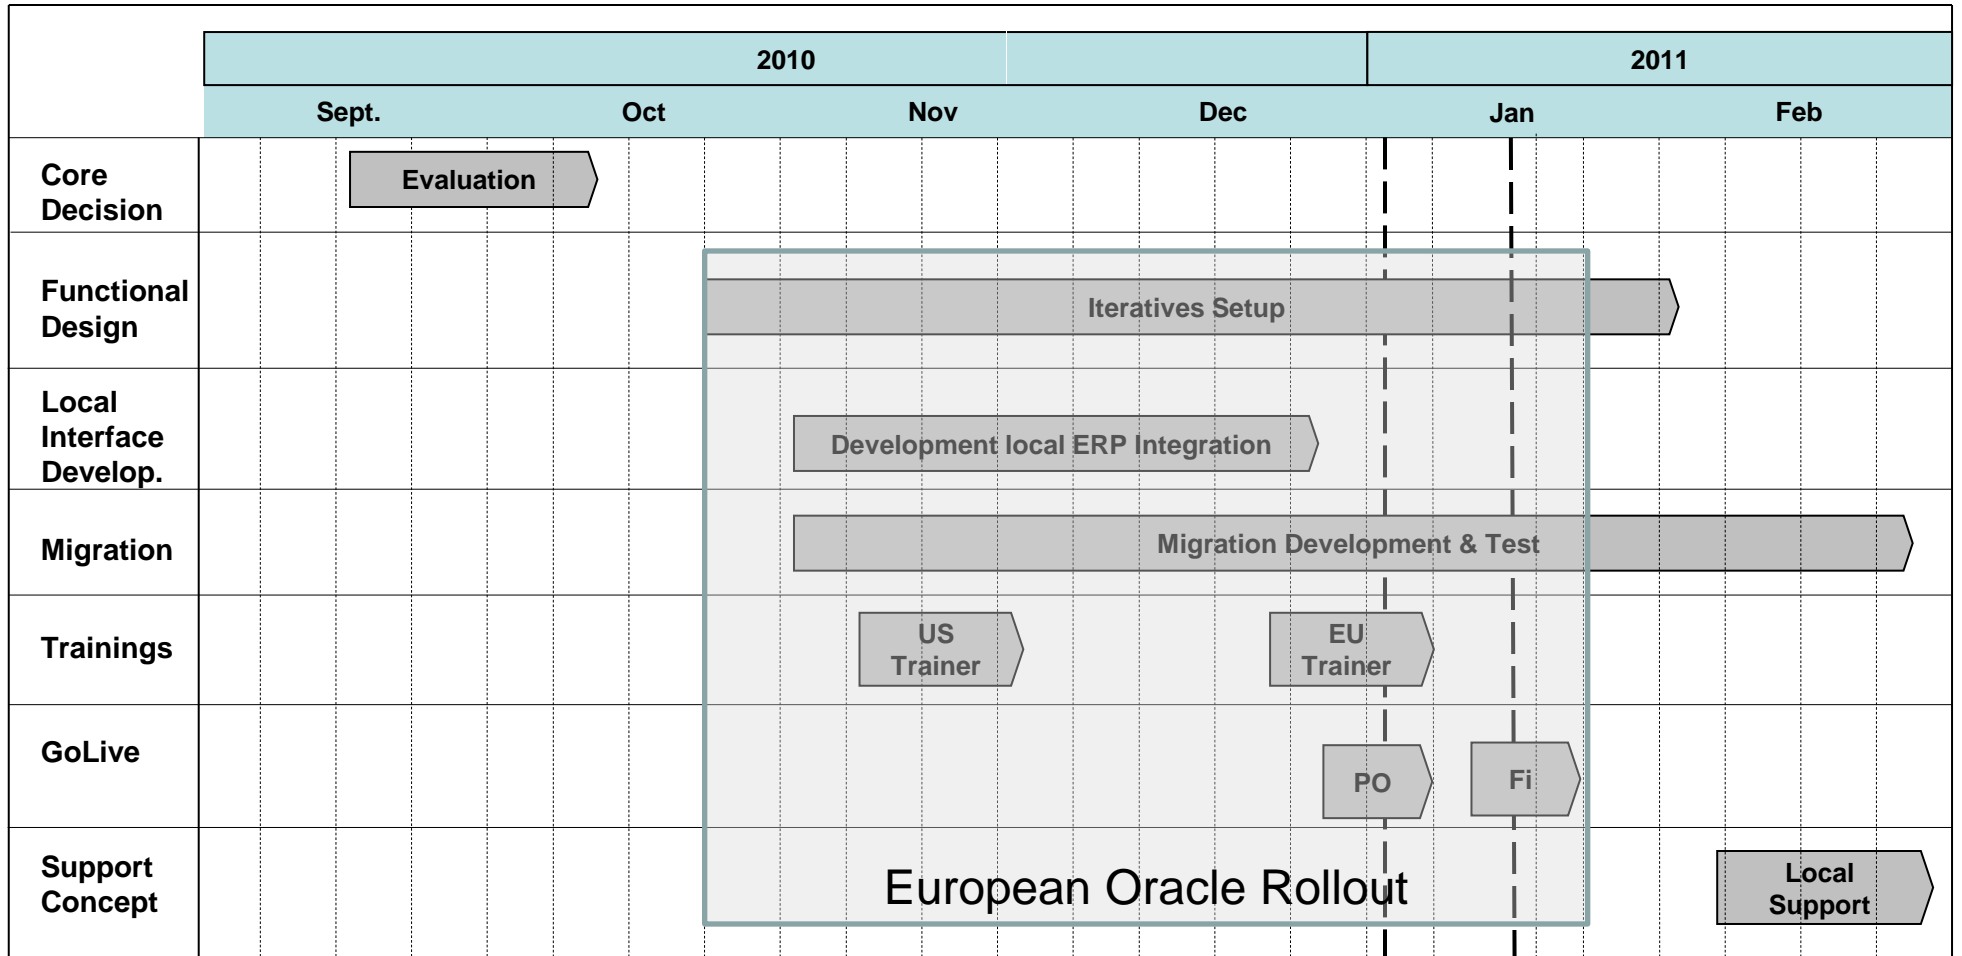 2010
2011
Sept.
Oct
Nov
Dec
Jan
Feb
Core
Decision
Evaluation
Functional
Design
Iteratives Setup
Local
Interface
Develop.
Development local ERP Integration
Migration
Migration Development & Test
Trainings
US
Trainer
EU
Trainer
GoLive
PO
Fi
Support
Concept
European Oracle Rollout
Local
Support